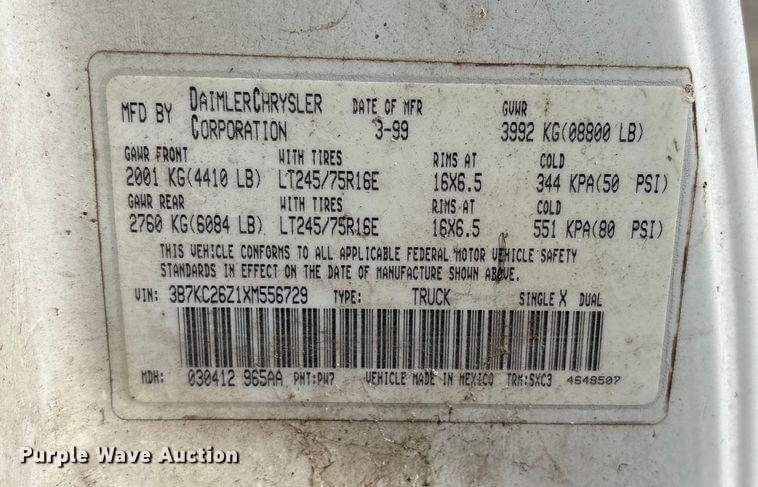 MFD BY DAIMLERCHRYSLER CORPORATION DATE OF MFR 3-99 GVWR 3992 KG(08800 LB)
GAWR FRONT WITH TIRES RIMS AT COLD
2001 KG(4410 LB) LT245/75R16E 16X6.5 344 KPA(50 PSI)
GAWR REAR WITH TIRES RIMS AT COLD
2760 KG(6084 LB) LT245/75R16E 16X6.5 551 KPA(80 PSI)
THIS VEHICLE CONFORMS TO ALL APPLICABLE FEDERAL MOTOR VEHICLE SAFETY
STANDARDS IN EFFECT ON THE DATE OF MANUFACTURE SHOWN ABOVE.
VIN: 3B7KC26Z1XM556729 TYPE: TRUCK SINGLE X DUAL
MDH: 030412 965AA PNT:PW7 VEHICLE MADE IN MEXICO TRM:SXC3 4648507
Purple Wave Auction